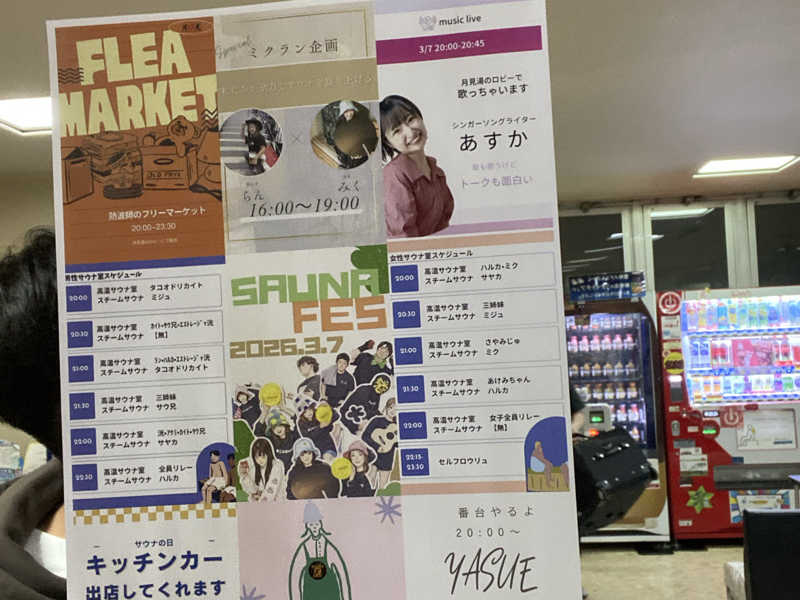 FLEA
MARKET
熱波師のフリーマーケット
20:00~23:30
Special
ミクラン企画
らん
×
みく
16:00〜19:00
music live
3/7 20:00-20:45
月見湯のロビーで
歌っちゃいます
シンガーソングライター
あすか
歌も歌うけど
トークも面白い
男性サウナ室スケジュール
20:00
高温サウナ室 タコオドリカイト
スチームサウナ ミジュ
20:30
高温サウナ室
スチームサウナ 【無】
21:00
高温サウナ室
スチームサウナ タコオドリカイト
21:30
高温サウナ室 三姉妹
スチームサウナ サウ兄
22:00
高温サウナ室
スチームサウナ サヤカ
22:30
高温サウナ室 全員リレー
スチームサウナ ハルカ
SAUNA
FES
2026.3.7
女性サウナ室スケジュール
20:00
高温サウナ室 ハルカ・ミク
スチームサウナ サヤカ
20:30
高温サウナ室 三姉妹
スチームサウナ ミジュ
21:00
高温サウナ室 さやみじゅ
スチームサウナ ミク
21:30
高温サウナ室 あけみちゃん
スチームサウナ ハルカ
22:00
高温サウナ室 女子全員リレー
スチームサウナ 【無】
22:15-
23:30
セルフロウリュ
サウナの日
キッチンカー
出店してくれます
番台やるよ
20:00〜
YASUE